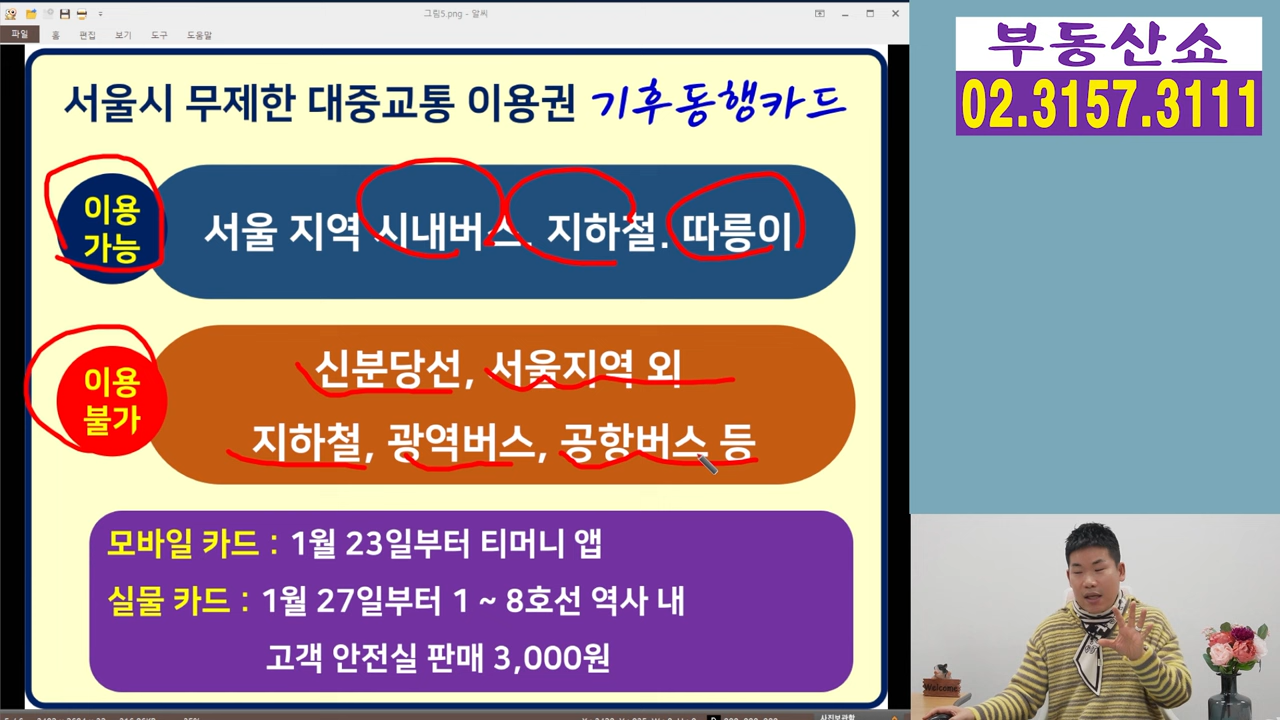 그림5.png - 알씨
파일 홈 편집 보기 도구 도움말
서울시 무제한 대중교통 이용권 기후동행카드
이용
가능
서울 지역 시내버스. 지하철. 따릉이
이용
불가
신분당선, 서울지역 외
지하철, 광역버스, 공항버스 등
모바일 카드 : 1월 23일부터 티머니 앱
실물 카드 : 1월 27일부터 1 ~ 8호선 역사 내
고객 안전실 판매 3,000원
부동산쇼
02.3157.3111
Welcome